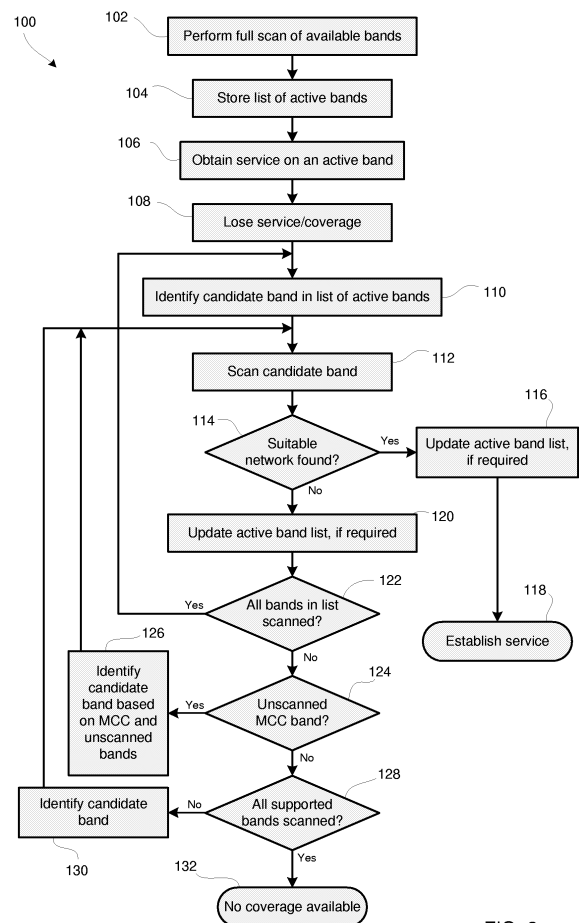 102
Perform full scan of available bands
100
104
Store list of active bands
106
Obtain service on an active band
108
Lose service/coverage
Identify candidate band in list of active bands
110
Scan candidate band
112
114
Suitable
network found?
Yes
No
116
Update active band list,
if required
Update active band list, if required
120
118
Establish service
Yes
All bands in list
scanned?
122
No
126
Identify
candidate
band based
on MCC and
unscanned
bands
Yes
Unscanned
MCC band?
124
No
Identify candidate
band
130
No
All supported
bands scanned?
128
Yes
132
No coverage available